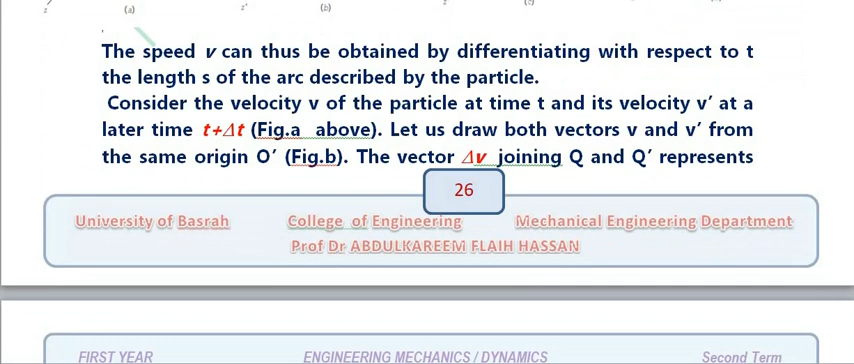 z (a) z' (b) z' (c)
The speed v can thus be obtained by differentiating with respect to t
the length s of the arc described by the particle.
Consider the velocity v of the particle at time t and its velocity v′ at a
later time t+Δt (Fig.a above). Let us draw both vectors v and v′ from
the same origin O′ (Fig.b). The vector Δv joining Q and Q′ represents
26
University of Basrah College of Engineering Mechanical Engineering Department
Prof Dr ABDULKAREEM FLAIH HASSAN
FIRST YEAR ENGINEERING MECHANICS / DYNAMICS Second Term